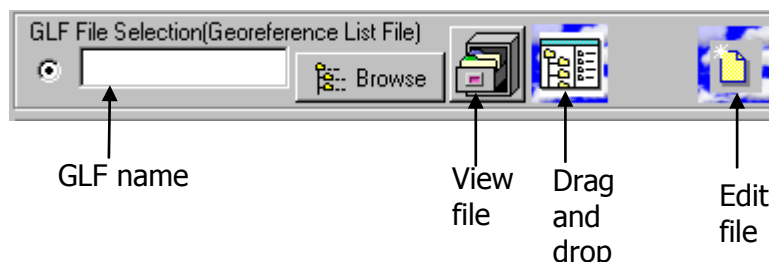 GLF File Selection(Georeference List File)
Browse
GLF name
View
file
Drag
and
drop
Edit
file